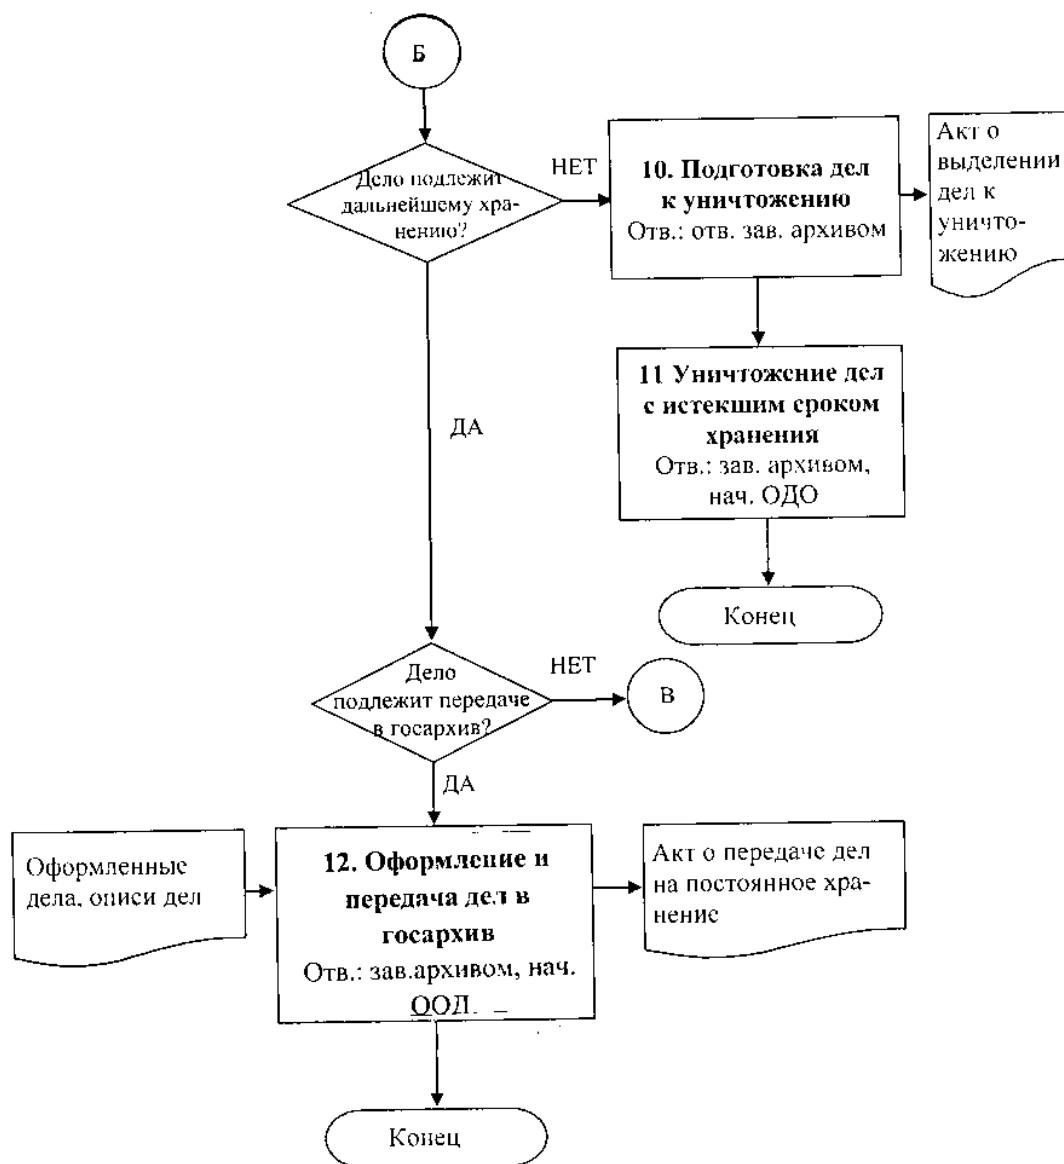 Б
Дело подлежит
дальнейшему хра-
нению?
НЕТ
10. Подготовка дел
к уничтожению
Отв.: отв. зав. архивом
Акт о
выделении
дел к
уничто-
жению
11 Уничтожение дел
с истекшим сроком
хранения
Отв.: зав. архивом,
нач. ОДО
Конец
ДА
Дело
подлежит передаче
в госархив?
НЕТ
В
ДА
Оформленные
дела, описи дел
12. Оформление и
передача дел в
госархив
Отв.: зав.архивом, нач.
ООД.
Акт о передаче дел
на постоянное хра-
нение
Конец